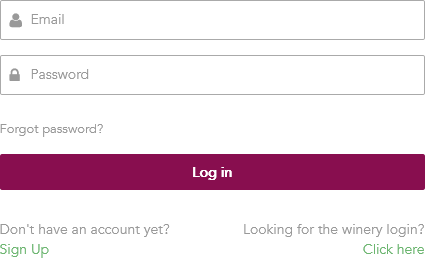 Email
Password
Forgot password?
Log in
Don't have an account yet?
Sign Up
Looking for the winery login?
Click here